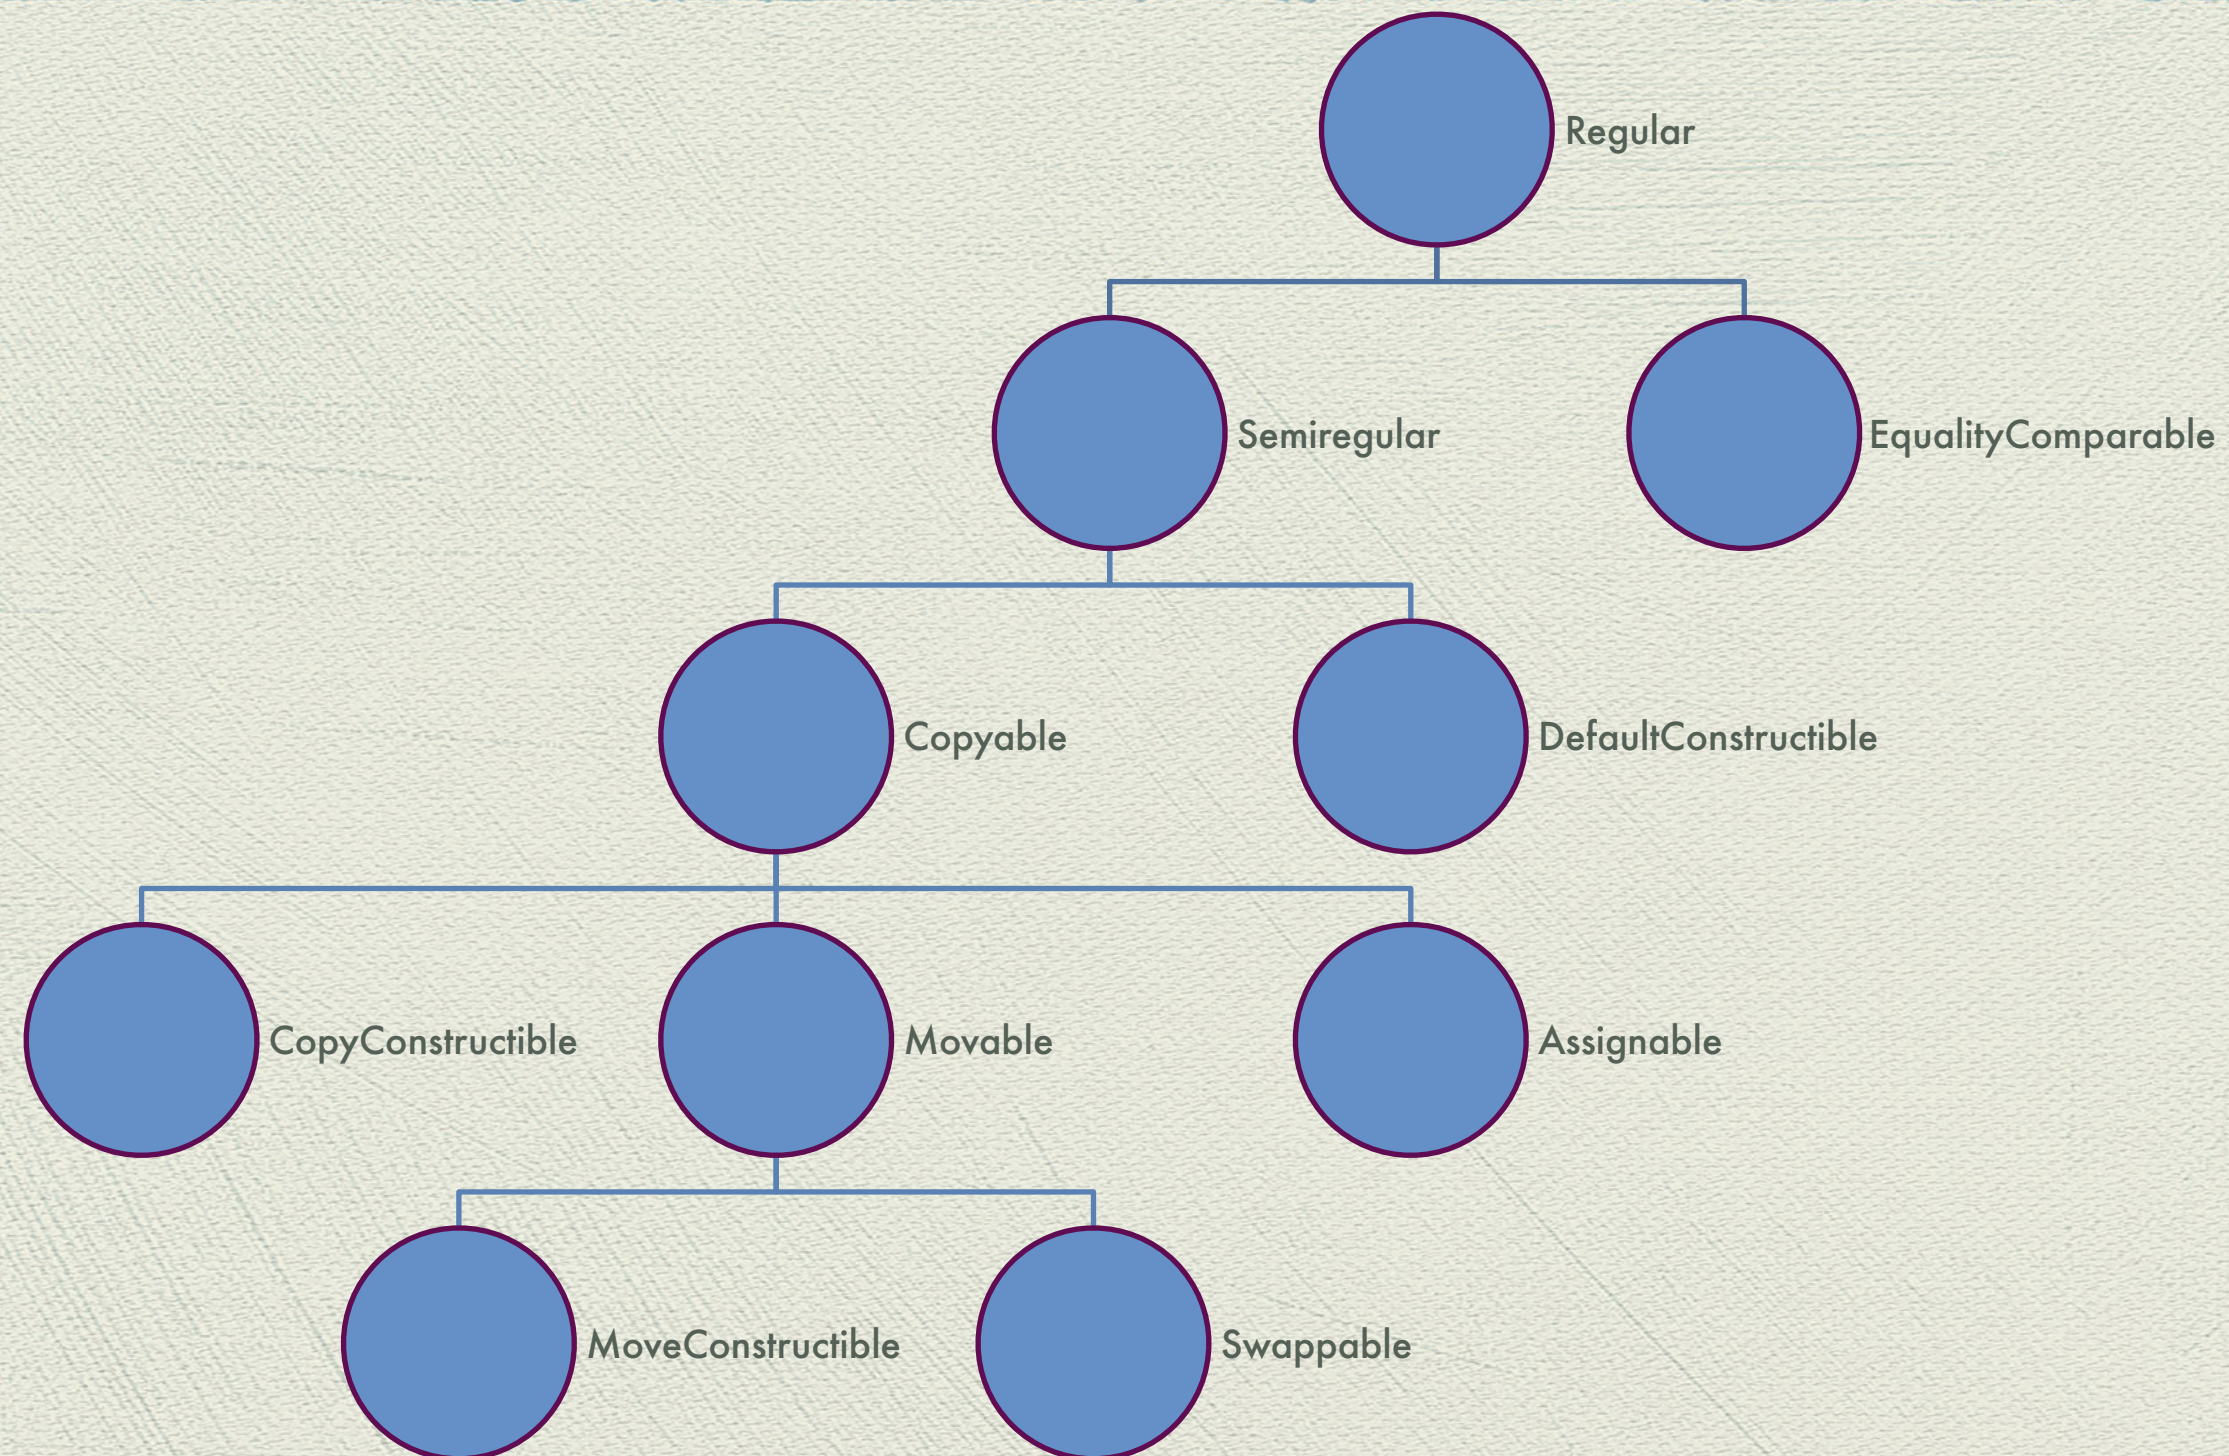 Regular
Semiregular
EqualityComparable
Copyable
DefaultConstructible
CopyConstructible
Movable
Assignable
MoveConstructible
Swappable